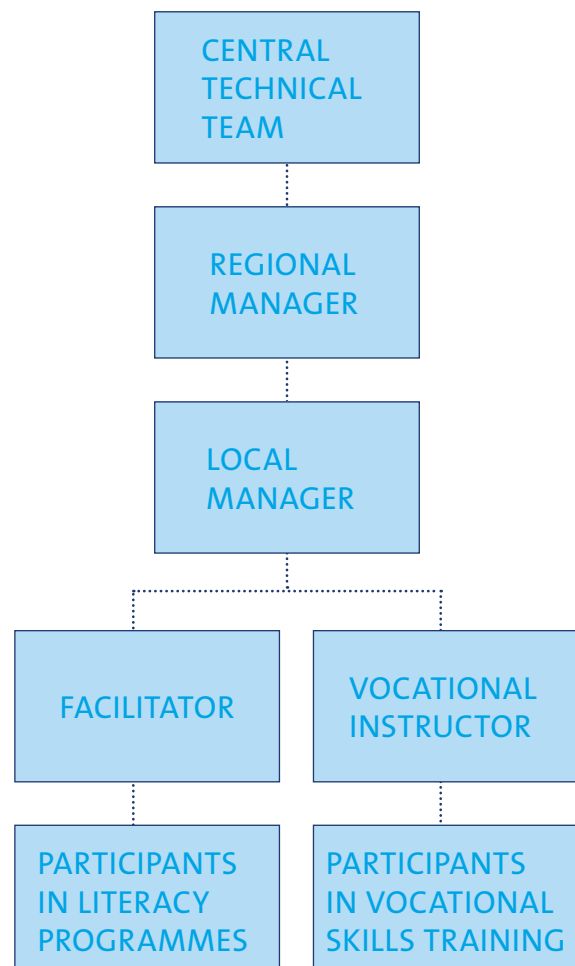 CENTRAL
TECHNICAL
TEAM
REGIONAL
MANAGER
LOCAL
MANAGER
FACILITATOR
VOCATIONAL
INSTRUCTOR
PARTICIPANTS
IN LITERACY
PROGRAMMES
PARTICIPANTS
IN VOCATIONAL
SKILLS TRAINING